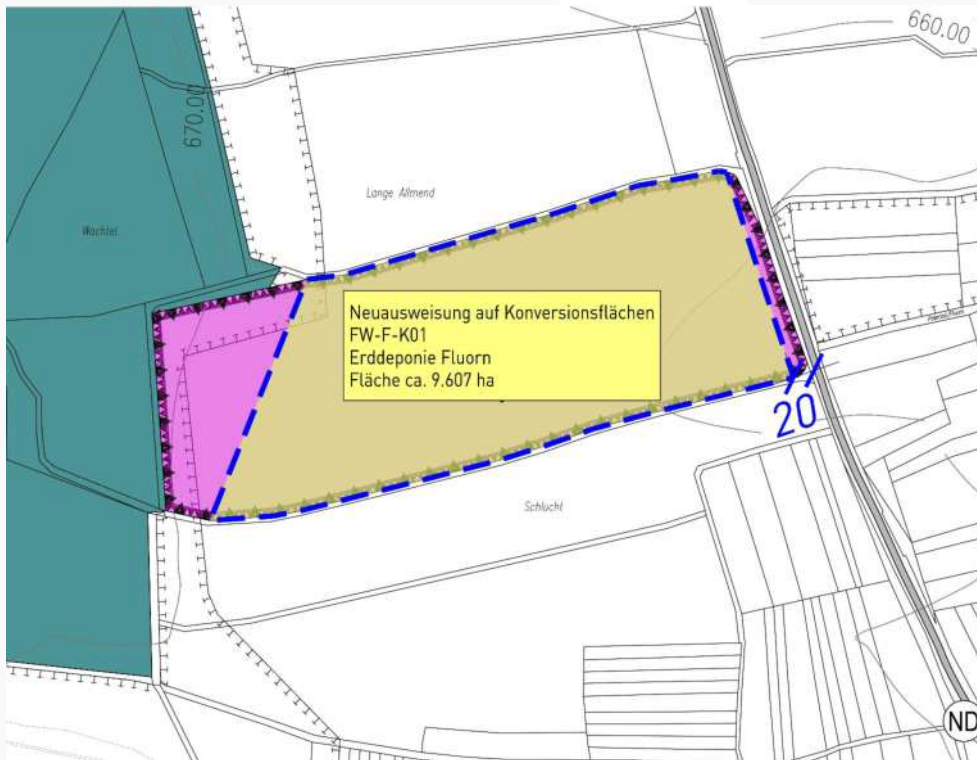 660.00
670.00
Lange Allmend
Wachtel
Neuausweisung auf Konversionsflächen
FW-F-K01
Erddeponie Fluorn
Fläche ca. 9.607 ha
20
Schlucht
ND